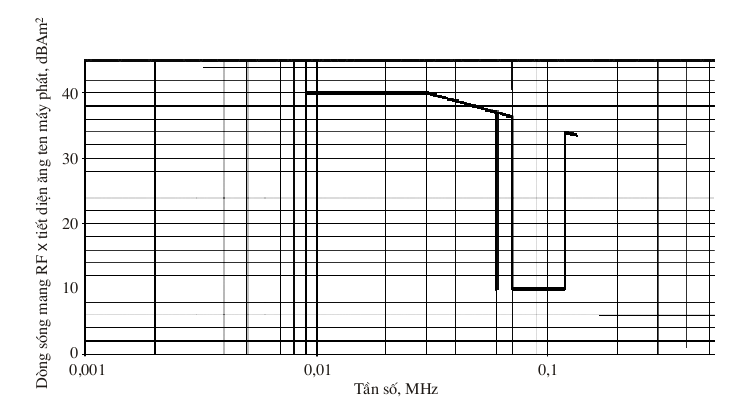 Dòng sóng mang RF x tiết diện ăng ten máy phát, dBAm²
40
30
20
10
0
0,001 0,01 0,1
Tần số, MHz